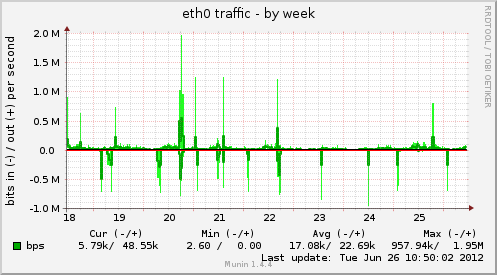 eth0 traffic - by week
RRDTOOL / TOBI OETIKER
bits in (-) / out (+) per second
2.0 M
1.5 M
1.0 M
0.5 M
0.0
-0.5 M
-1.0 M
18 19 20 21 22 23 24 25
Cur (-/+) Min (-/+) Avg (-/+) Max (-/+)
bps 5.79k/ 48.55k 2.60 / 0.00 17.08k/ 22.69k 957.94k/ 1.95M
Last update: Tue Jun 26 10:50:02 2012
Munin 1.4.4